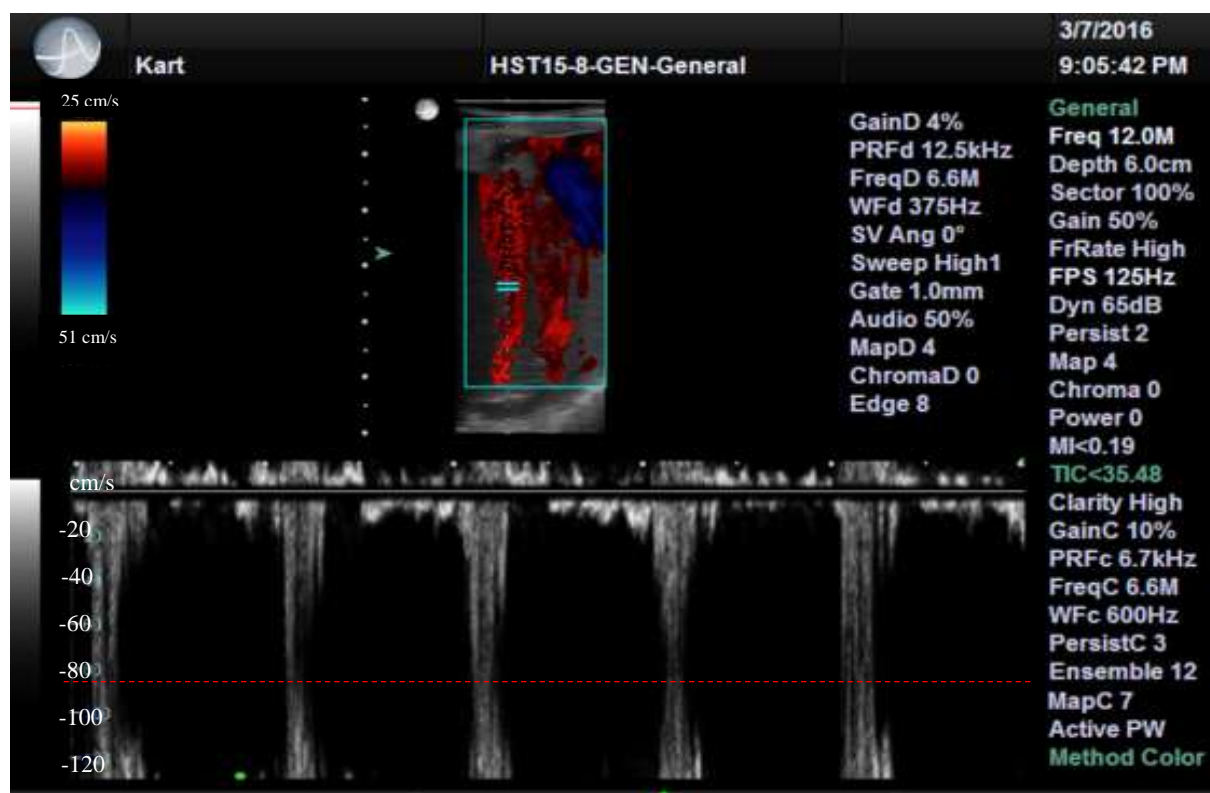 3/7/2016
Kart HST15-8-GEN-General 9:05:42 PM
25 cm/s
51 cm/s
GainD 4%
PRFd 12.5kHz
FreqD 6.6M
WFd 375Hz
SV Ang 0°
Sweep High1
Gate 1.0mm
Audio 50%
MapD 4
ChromaD 0
Edge 8
General
Freq 12.0M
Depth 6.0cm
Sector 100%
Gain 50%
FrRate High
FPS 125Hz
Dyn 65dB
Persist 2
Map 4
Chroma 0
Power 0
MI<0.19
TIC<35.48
Clarity High
GainC 10%
PRFc 6.7kHz
FreqC 6.6M
WFc 600Hz
PersistC 3
Ensemble 12
MapC 7
Active PW
Method Color
cm/s
-20
-40
-60
-80
-100
-120